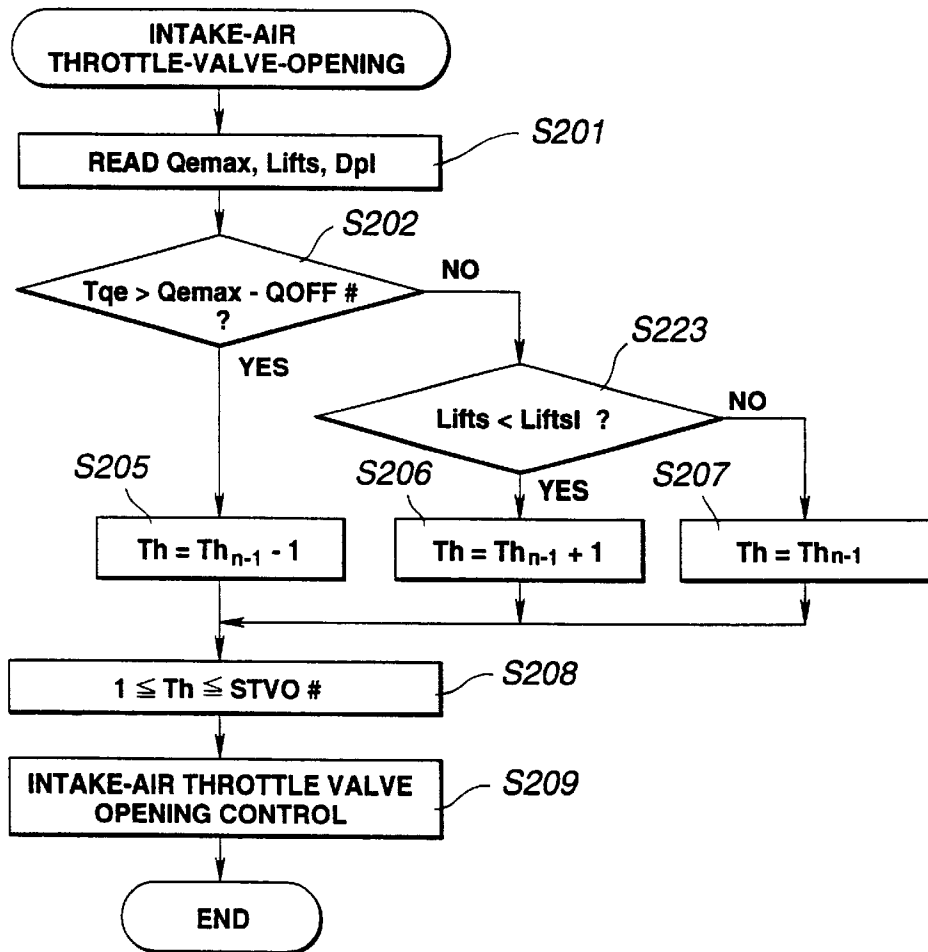 INTAKE-AIR
THROTTLE-VALVE-OPENING
S201
READ Qemax, Lifts, Dpl
S202
Tqe > Qemax - QOFF #
?
NO
YES
S223
Lifts < Liftsl ?
NO
YES
S205
Th = Thn-1 - 1
S206
Th = Thn-1 + 1
S207
Th = Thn-1
S208
1 ≦ Th ≦ STVO #
S209
INTAKE-AIR THROTTLE VALVE
OPENING CONTROL
END